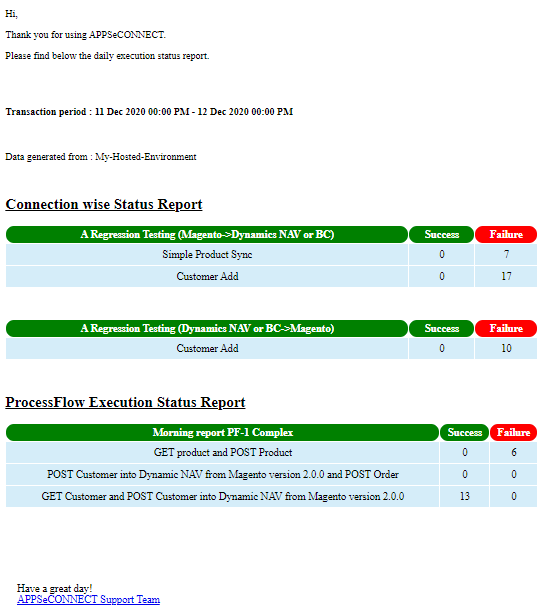 Hi,
Thank you for using APPSeCONNECT.
Please find below the daily execution status report.
Transaction period : 11 Dec 2020 00:00 PM - 12 Dec 2020 00:00 PM
Data generated from : My-Hosted-Environment
Connection wise Status Report
A Regression Testing (Magento->Dynamics NAV or BC) Success Failure
Simple Product Sync 0 7
Customer Add 0 17
A Regression Testing (Dynamics NAV or BC->Magento) Success Failure
Customer Add 0 10
ProcessFlow Execution Status Report
Morning report PF-1 Complex Success Failure
GET product and POST Product 0 6
POST Customer into Dynamic NAV from Magento version 2.0.0 and POST Order 0 0
GET Customer and POST Customer into Dynamic NAV from Magento version 2.0.0 13 0
Have a great day!
APPSeCONNECT Support Team